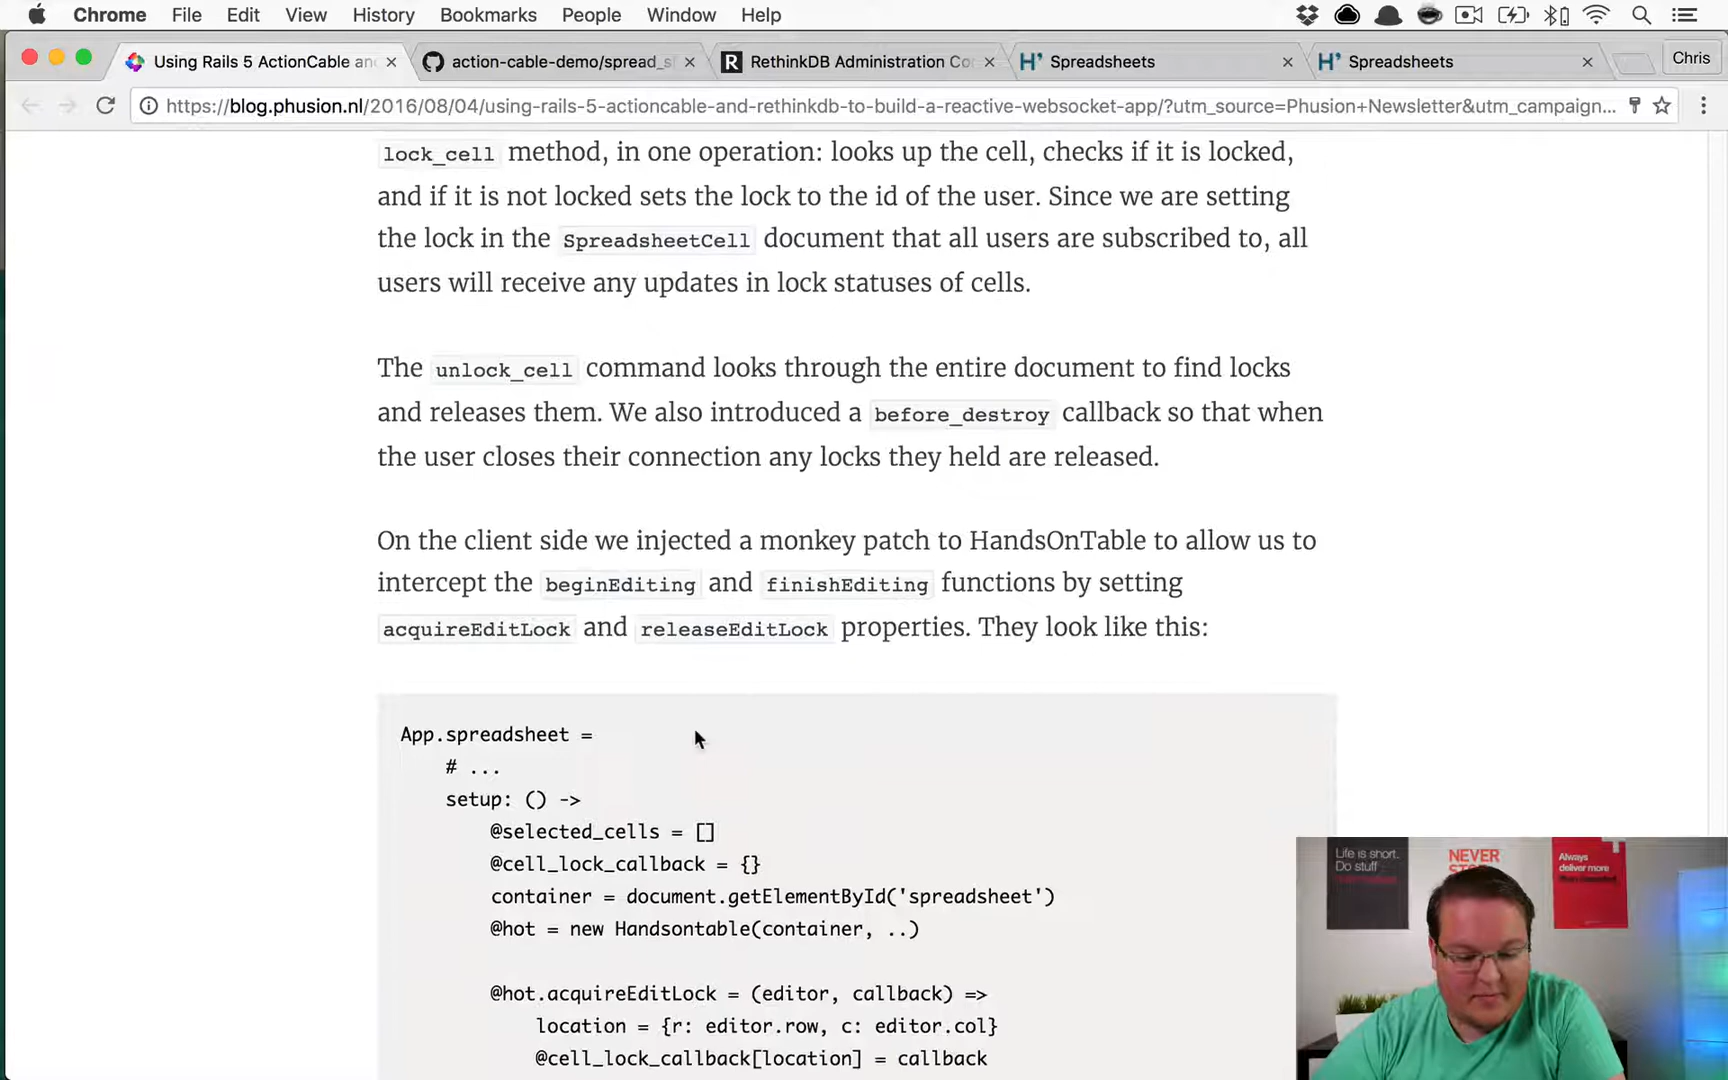 Chrome File Edit View History Bookmarks People Window Help
Using Rails 5 ActionCable and
action-cable-demo/spread_s
RethinkDB Administration Co
Spreadsheets
Spreadsheets
Chris
https://blog.phusion.nl/2016/08/04/using-rails-5-actioncable-and-rethinkdb-to-build-a-reactive-websocket-app/?utm_source=Phusion+Newsletter&utm_campaign...
lock_cell method, in one operation: looks up the cell, checks if it is locked,
and if it is not locked sets the lock to the id of the user. Since we are setting
the lock in the SpreadsheetCell document that all users are subscribed to, all
users will receive any updates in lock statuses of cells.
The unlock_cell command looks through the entire document to find locks
and releases them. We also introduced a before_destroy callback so that when
the user closes their connection any locks they held are released.
On the client side we injected a monkey patch to HandsOnTable to allow us to
intercept the beginEditing and finishEditing functions by setting
acquireEditLock and releaseEditLock properties. They look like this:
App.spreadsheet =
# ...
setup: () ->
@selected_cells = []
@cell_lock_callback = {}
container = document.getElementById('spreadsheet')
@hot = new Handsontable(container, ..)
@hot.acquireEditLock = (editor, callback) =>
location = {r: editor.row, c: editor.col}
@cell_lock_callback[location] = callback
Life is short.
Do stuff
NEVER
Always
deliver more